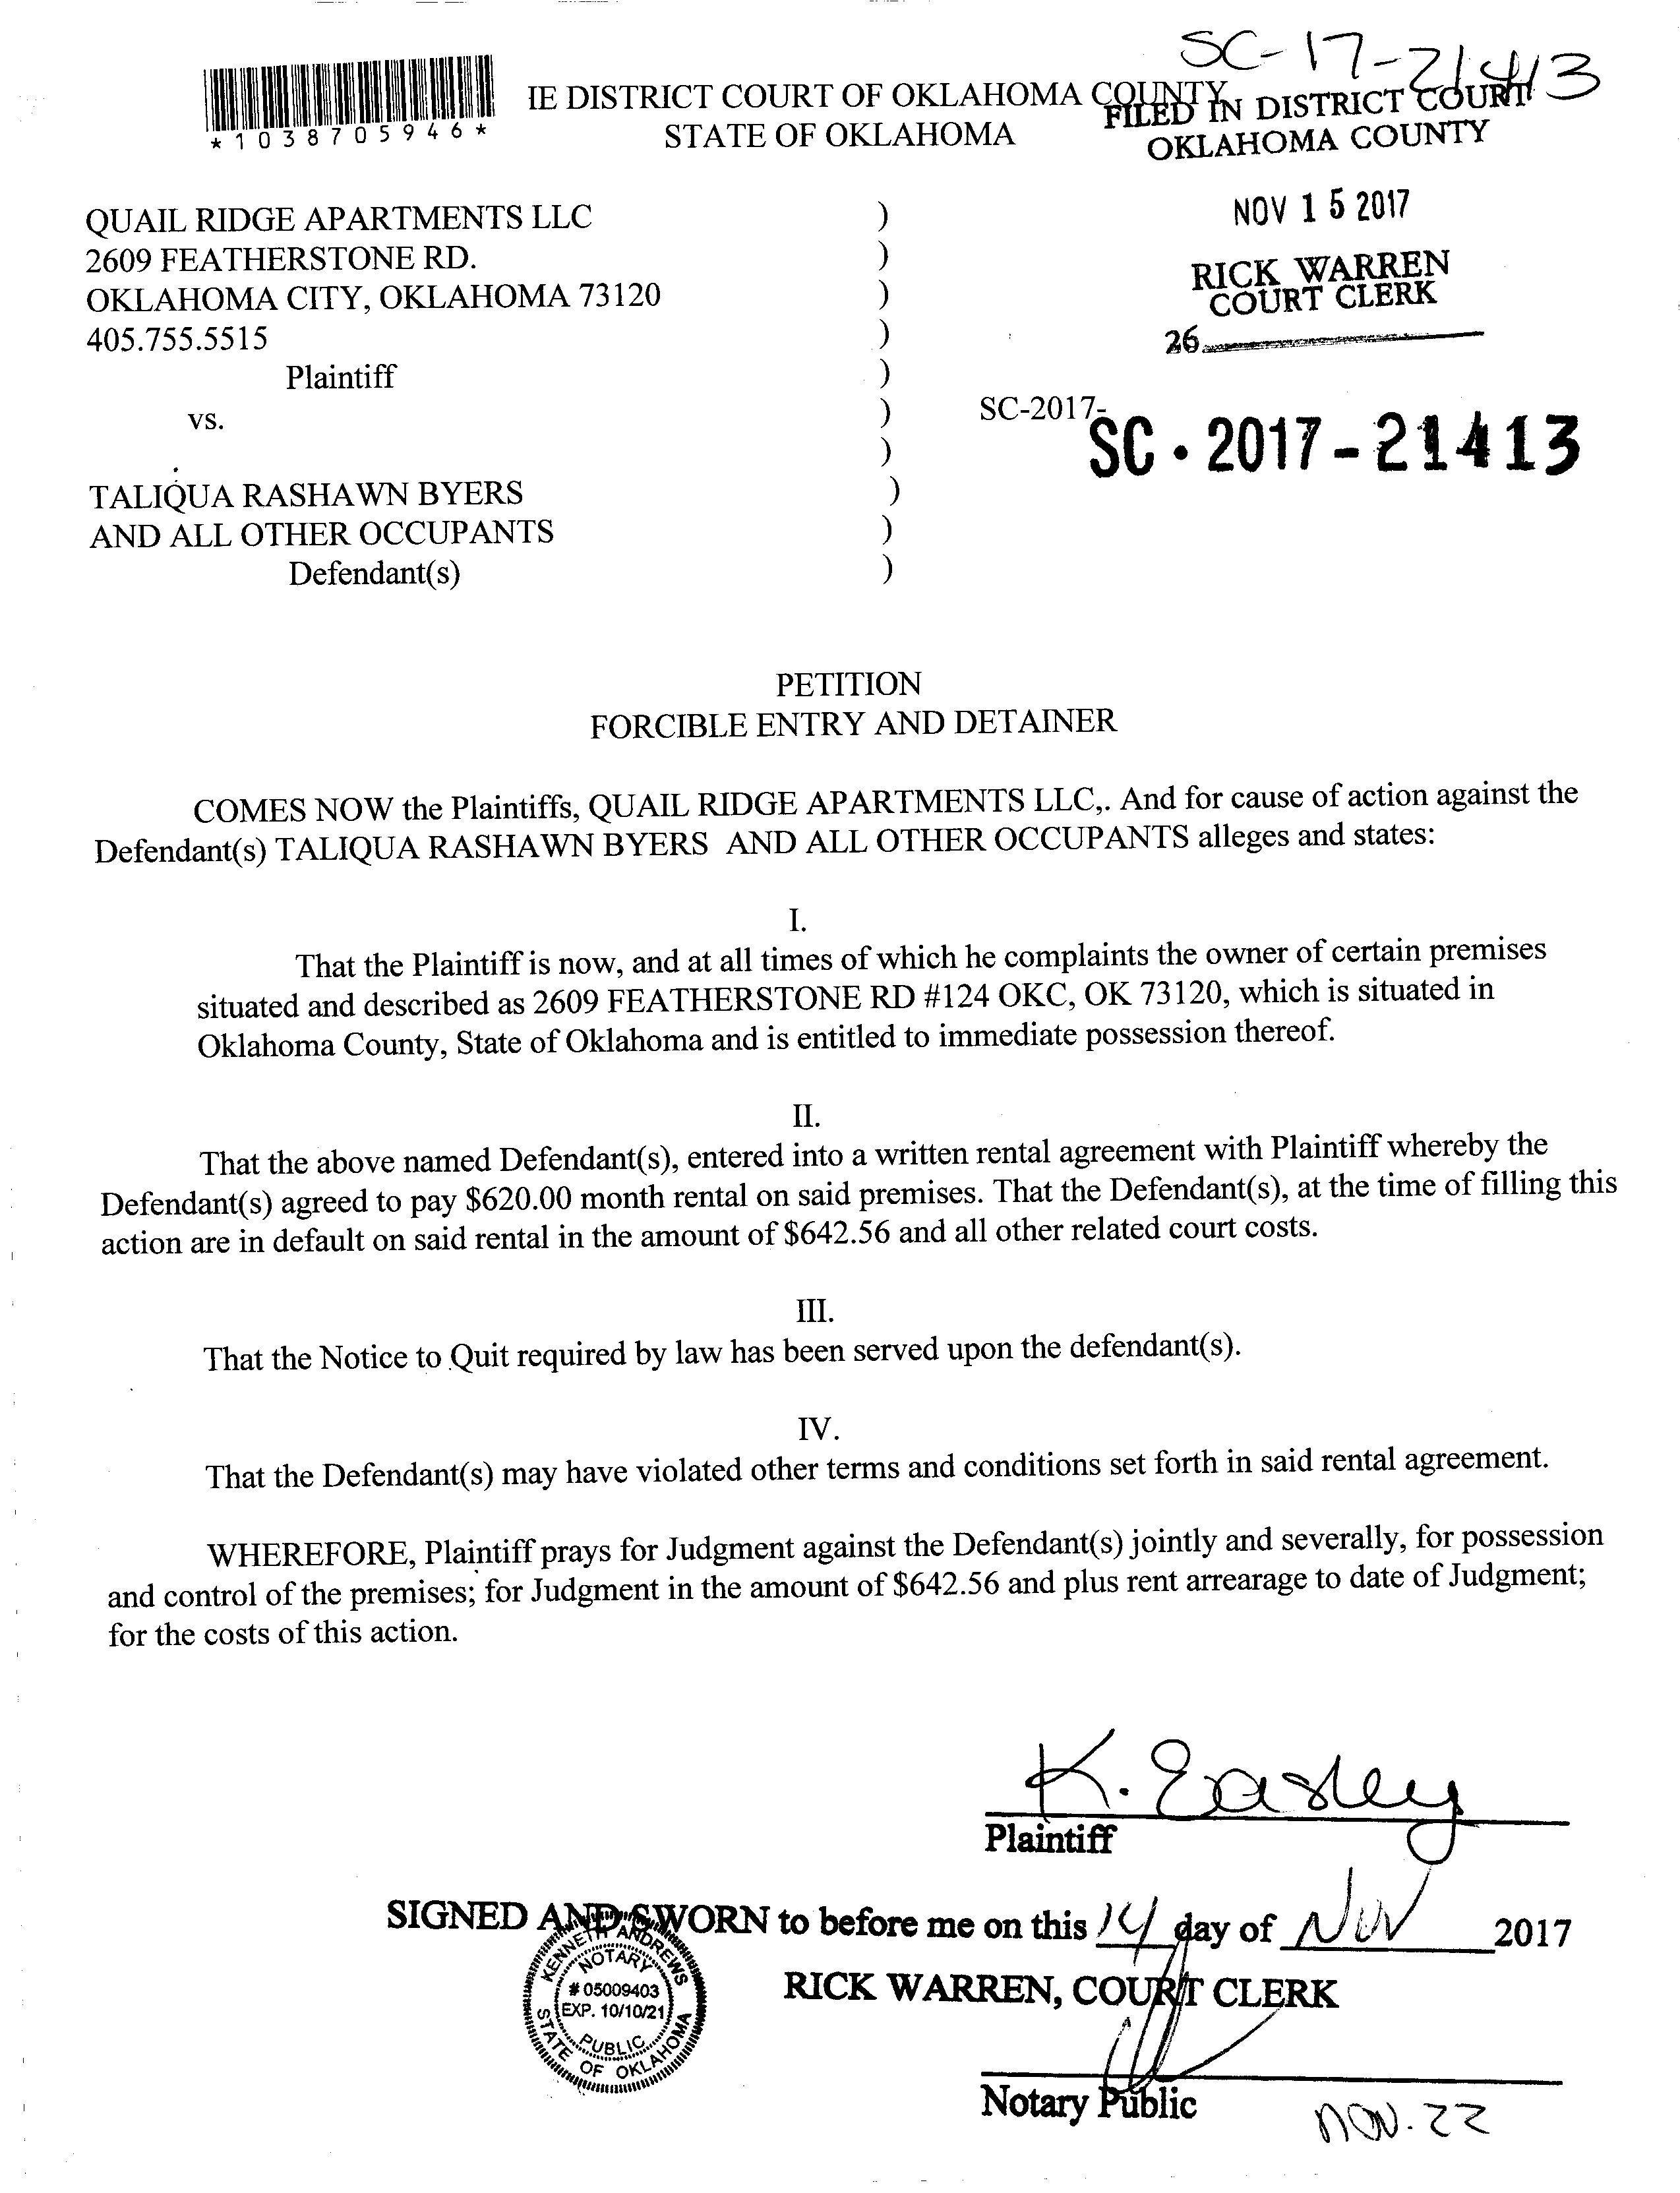 SC-17-21413
*1038705946*
IE DISTRICT COURT OF OKLAHOMA COUNTY
STATE OF OKLAHOMA
FILED IN DISTRICT COURT
OKLAHOMA COUNTY
NOV 15 2017
RICK WARREN
COURT CLERK
26
QUAIL RIDGE APARTMENTS LLC )
2609 FEATHERSTONE RD. )
OKLAHOMA CITY, OKLAHOMA 73120 )
405.755.5515 )
Plaintiff )
vs. ) SC-2017-
) SC • 2017-21413
TALIQUA RASHAWN BYERS )
AND ALL OTHER OCCUPANTS )
Defendant(s) )
PETITION
FORCIBLE ENTRY AND DETAINER
COMES NOW the Plaintiffs, QUAIL RIDGE APARTMENTS LLC,. And for cause of action against the
Defendant(s) TALIQUA RASHAWN BYERS AND ALL OTHER OCCUPANTS alleges and states:
I.
That the Plaintiff is now, and at all times of which he complaints the owner of certain premises
situated and described as 2609 FEATHERSTONE RD #124 OKC, OK 73120, which is situated in
Oklahoma County, State of Oklahoma and is entitled to immediate possession thereof.
II.
That the above named Defendant(s), entered into a written rental agreement with Plaintiff whereby the
Defendant(s) agreed to pay $620.00 month rental on said premises. That the Defendant(s), at the time of filling this
action are in default on said rental in the amount of $642.56 and all other related court costs.
III.
That the Notice to Quit required by law has been served upon the defendant(s).
IV.
That the Defendant(s) may have violated other terms and conditions set forth in said rental agreement.
WHEREFORE, Plaintiff prays for Judgment against the Defendant(s) jointly and severally, for possession
and control of the premises; for Judgment in the amount of $642.56 and plus rent arrearage to date of Judgment;
for the costs of this action.
K. Easley
Plaintiff
SIGNED AND SWORN to before me on this 14 day of Nov 2017
RICK WARREN, COURT CLERK
KENNETH ANDREWS
NOTARY
# 05009403
EXP. 10/10/21
PUBLIC
STATE OF OKLAHOMA
Notary Public
NOV. 22